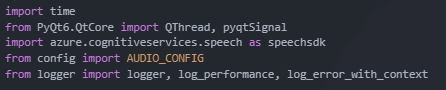 import time
from PyQt6.QtCore import QThread, pyqtSignal
import azure.cognitiveservices.speech as speechsdk
from config import AUDIO_CONFIG
from logger import logger, log_performance, log_error_with_context